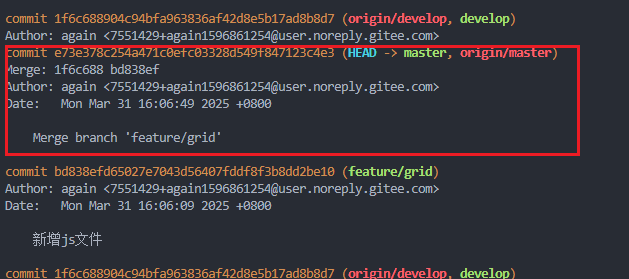 commit 1f6c688904c94bfa963836af42d8e5b17ad8b8d7 (origin/develop, develop)
Author: again <7551429+again1596861254@user.noreply.gitee.com>
commit e73e378c254a471c0efc03328d549f847123c4e3 (HEAD -> master, origin/master)
Merge: 1f6c688 bd838ef
Author: again <7551429+again1596861254@user.noreply.gitee.com>
Date:   Mon Mar 31 16:06:49 2025 +0800
    Merge branch 'feature/grid'
commit bd838efd65027e7043d56407fddf8f3b8dd2be10 (feature/grid)
Author: again <7551429+again1596861254@user.noreply.gitee.com>
Date:   Mon Mar 31 16:06:09 2025 +0800
    新增js文件
commit 1f6c688904c94bfa963836af42d8e5b17ad8b8d7 (origin/develop, develop)